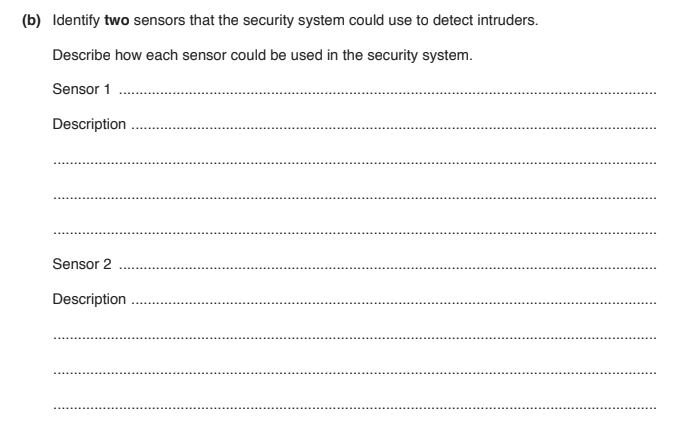 (b) Identify two sensors that the security system could use to detect intruders.
Describe how each sensor could be used in the security system.
Sensor 1 ....................................................................................................
Description ....................................................................................................
....................................................................................................
....................................................................................................
....................................................................................................
Sensor 2 ....................................................................................................
Description ....................................................................................................
....................................................................................................
....................................................................................................
....................................................................................................